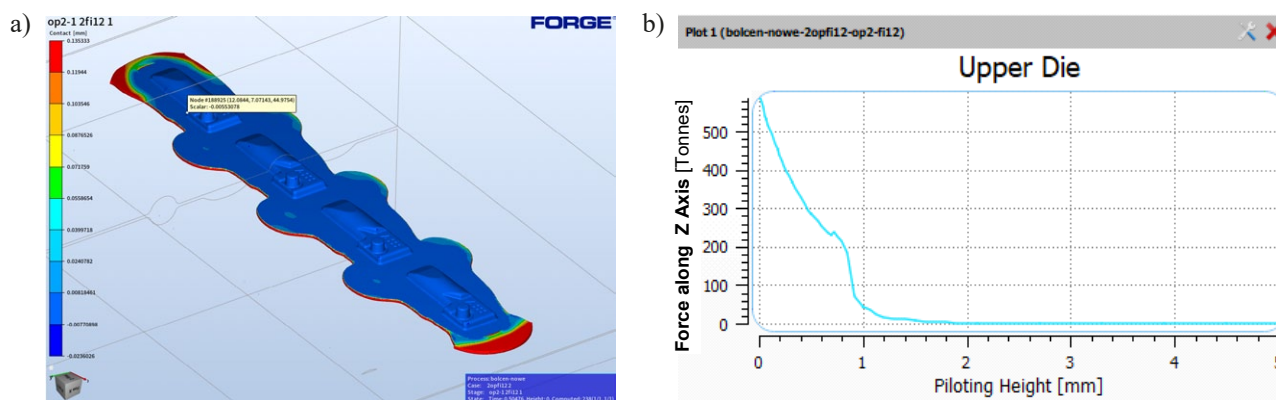 a)
op2-1 2fi12 1
Contact [mm]
0.135333
0.11944
0.103546
0.0876526
0.071759
0.0558654
0.0399718
0.0240782
0.00818461
-0.00770898
-0.0236026
FORGE
Node #188925 (12.0844, 7.07143, 44.9754)
Scalar: -0.00553078
Process: bolcen-nowe
Case: 2opfi12 2
Stage: op2-1 2fi12 1
b)
Plot 1 (bolcen-nowe-2opfi12-op2-fi12)
Upper Die
Force along Z Axis [Tonnes]
500
400
300
200
100
0
0 1 2 3 4 5
Piloting Height [mm]